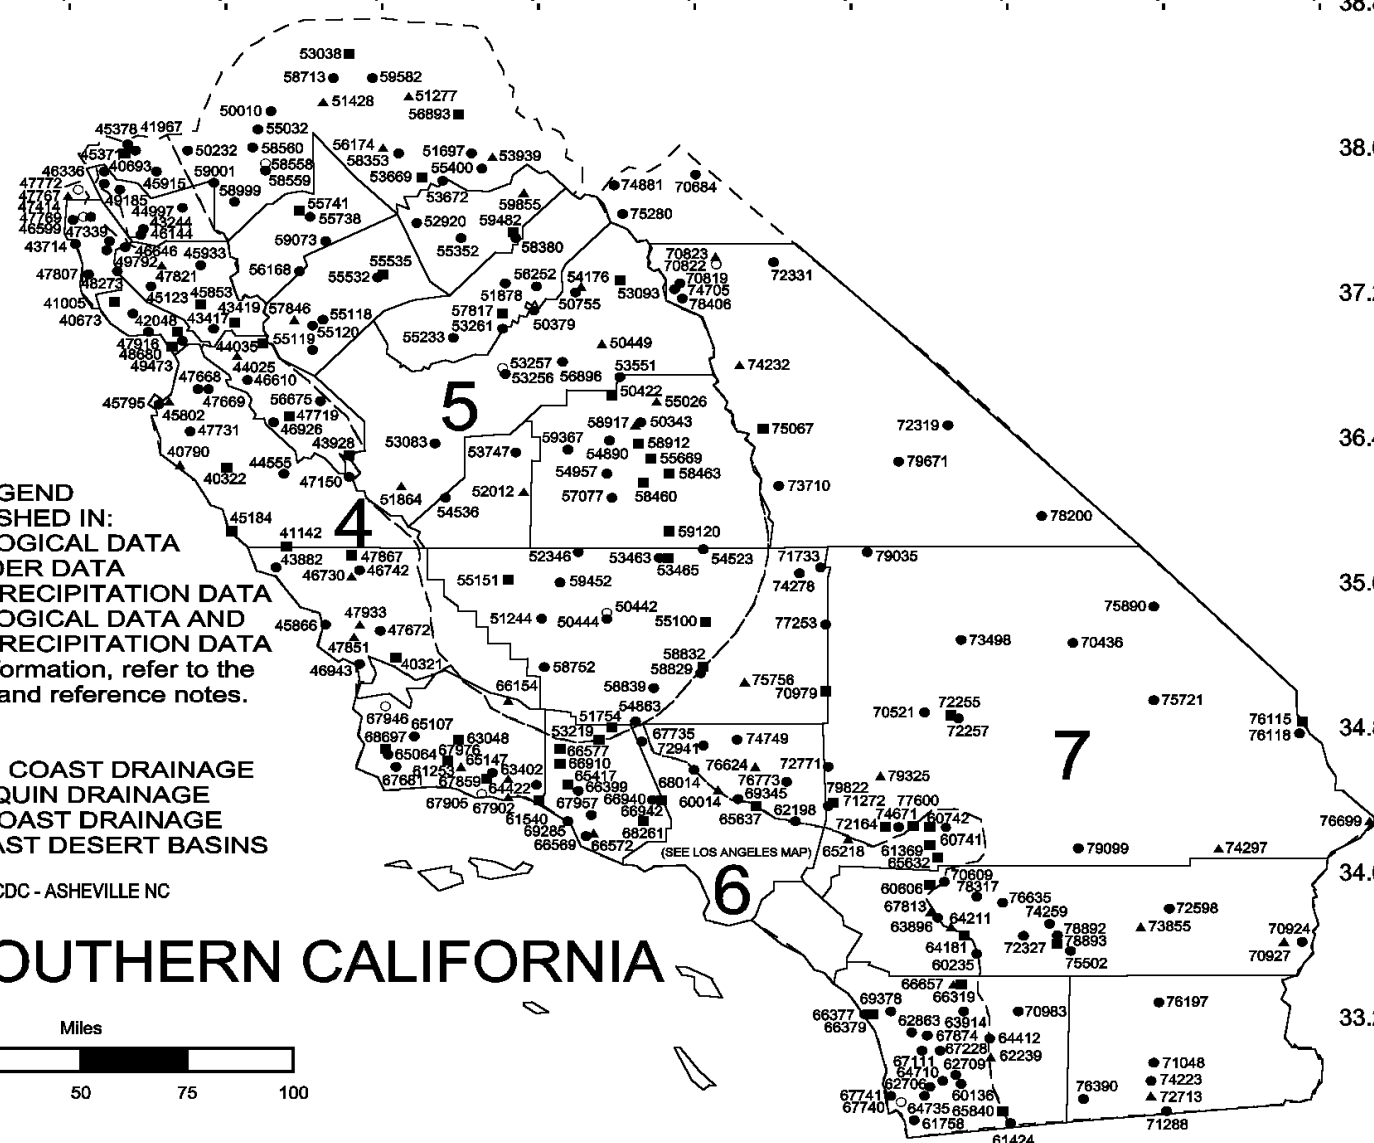 38.8
53038
58713 59582
51428 51277
50010 56893
45378 41967 55032
56174 51697 53939 38.0
50232 58560
58353 55400
45371 40693 58558
46336 59001 58559 53669
47772 45915 58999 53672 74881 70684
47767 49185 59855
47414 44997 55741 59482
47769 43244 55738 52920 75280
46599 47339 46144
43714 46646 45933 59073 55352 58380
49792 70823
47807 47821 56168 55535 70822 72331
48273 55532 56252 54176 70819
45123 45853 51878 53093 74705 37.2
41005 43419 57846 50755 78406
40673 42048 43417 55118 57817
55120 53261 50379
47916 44035 55119 55233
48680 50449
49473 44025 53257 74232
46610 53256 56896 53551
47668 5
45795 47669 56675 50422 55026
45802 47719 58917 50343
47731 46926 72319
53083 59367 58912 75067 36.4
40790 43928 53747 54890 55669
44555 79671
40322 54957 58463
47150 73710
GEND 51864 52012 57077 58460
SHED IN: 4 54536 78200
45184
OGICAL DATA 41142 59120
DER DATA 43882 47867 52346 53463 54523 71733 79035
46730 46742 53465
RECIPITATION DATA 55151 59452 74278 35.6
OGICAL DATA AND 47933 50442 75890
45866 47672 51244 50444 55100 77253
RECIPITATION DATA 47851 73498 70436
formation, refer to the 46943 40321 58752 58832
58829
and reference notes. 66154 58839 75756 70979
67946 54863 70521 72255 75721
65107 51754 72257 76115
68697 63048 53219 67735 74749 76118 34.8
65064 67976 66577 72941 7
COAST DRAINAGE 61253 65147 66910 76624 72771
67681 63402 65417 68014 76773 79325
QUIN DRAINAGE 67859 64422 66399 69345 79822
67905 67902 67957 66940 60014 71272 77600
OAST DRAINAGE 61540 66942 65637 62198 74671 60742 76699
69285 68261 72164
AST DESERT BASINS 66569 66572 65218 61369 60741
(SEE LOS ANGELES MAP) 65632 79099 74297
CDC - ASHEVILLE NC 6 70609 34.0
60606 78317 76635
67813 74259 72598
63896 64211 78892 73855 70924
OUTHERN CALIFORNIA 64181 72327 78893
60235 75502 70927
66657
69378 66319 76197
66377 63914 70983
66379 62863 33.2
Miles 67874 64412
67111 67228 62239
64710 62709 71048
62706 74223
50 75 100 67741 60136 76390 72713
67740 64735 65840
61758 71288
61424